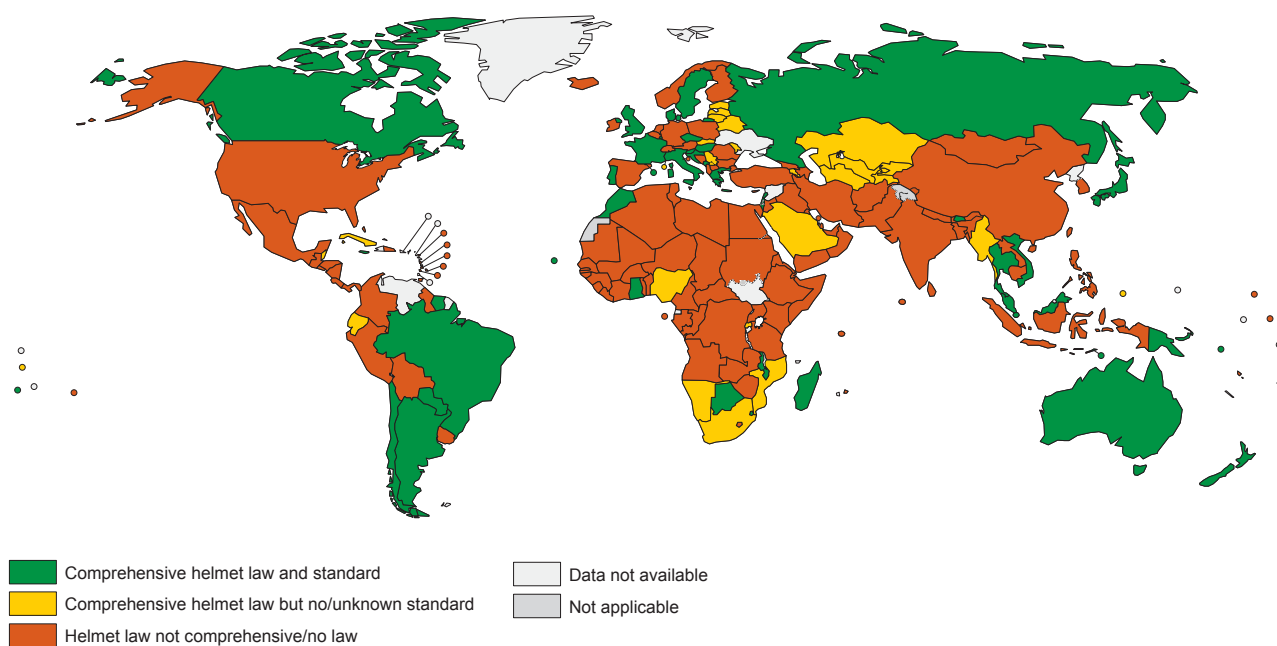 Comprehensive helmet law and standard
Comprehensive helmet law but no/unknown standard
Helmet law not comprehensive/no law
Data not available
Not applicable